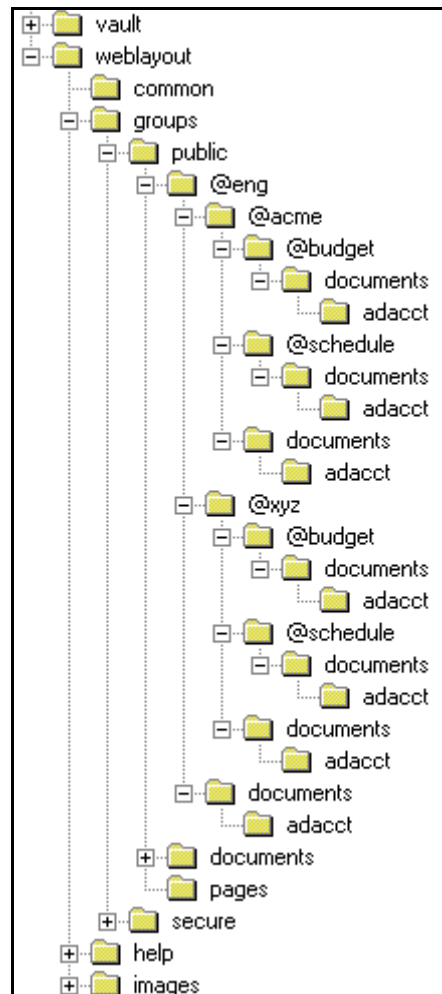 vault
weblayout
common
groups
public
@eng
@acme
@budget
documents
adacct
@schedule
documents
adacct
documents
adacct
@xyz
@budget
documents
adacct
@schedule
documents
adacct
documents
adacct
documents
adacct
documents
pages
secure
help
images